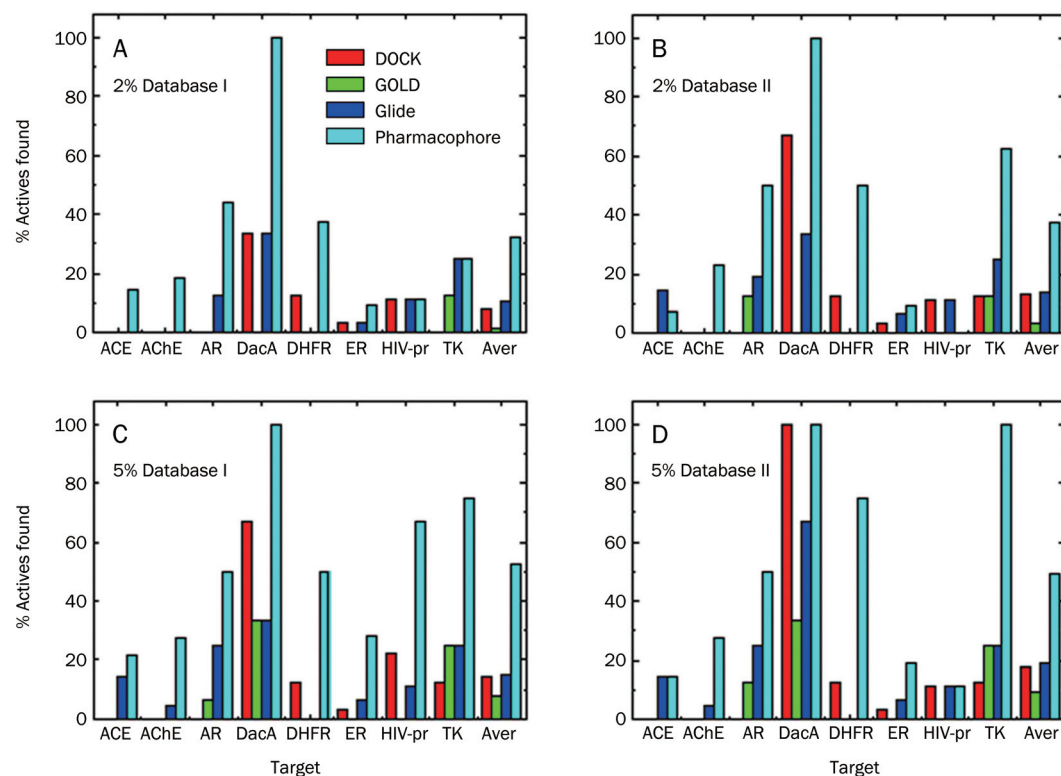 A
2% Database I
DOCK
GOLD
Glide
Pharmacophore
% Actives found
100
80
60
40
20
0
ACE AChE AR DacA DHFR ER HIV-pr TK Aver
B
2% Database II
100
80
60
40
20
0
ACE AChE AR DacA DHFR ER HIV-pr TK Aver
C
5% Database I
% Actives found
100
80
60
40
20
0
ACE AChE AR DacA DHFR ER HIV-pr TK Aver
Target
D
5% Database II
100
80
60
40
20
0
ACE AChE AR DacA DHFR ER HIV-pr TK Aver
Target